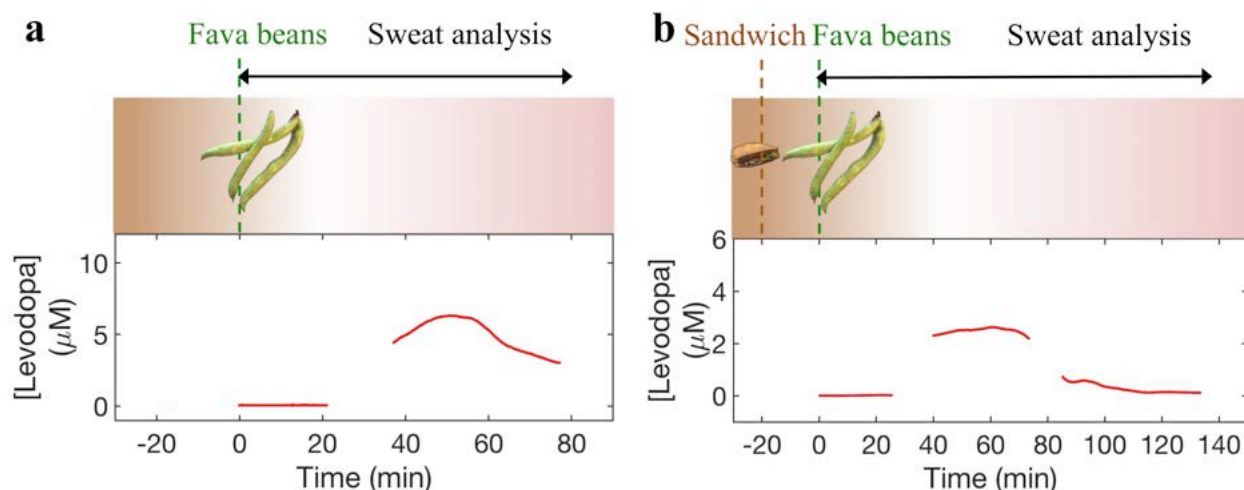 a
Fava beans Sweat analysis
[Levodopa]
(μM)
10
5
0
-20 0 20 40 60 80
Time (min)
b
Sandwich Fava beans Sweat analysis
[Levodopa]
(μM)
6
4
2
0
-20 0 20 40 60 80 100 120 140
Time (min)